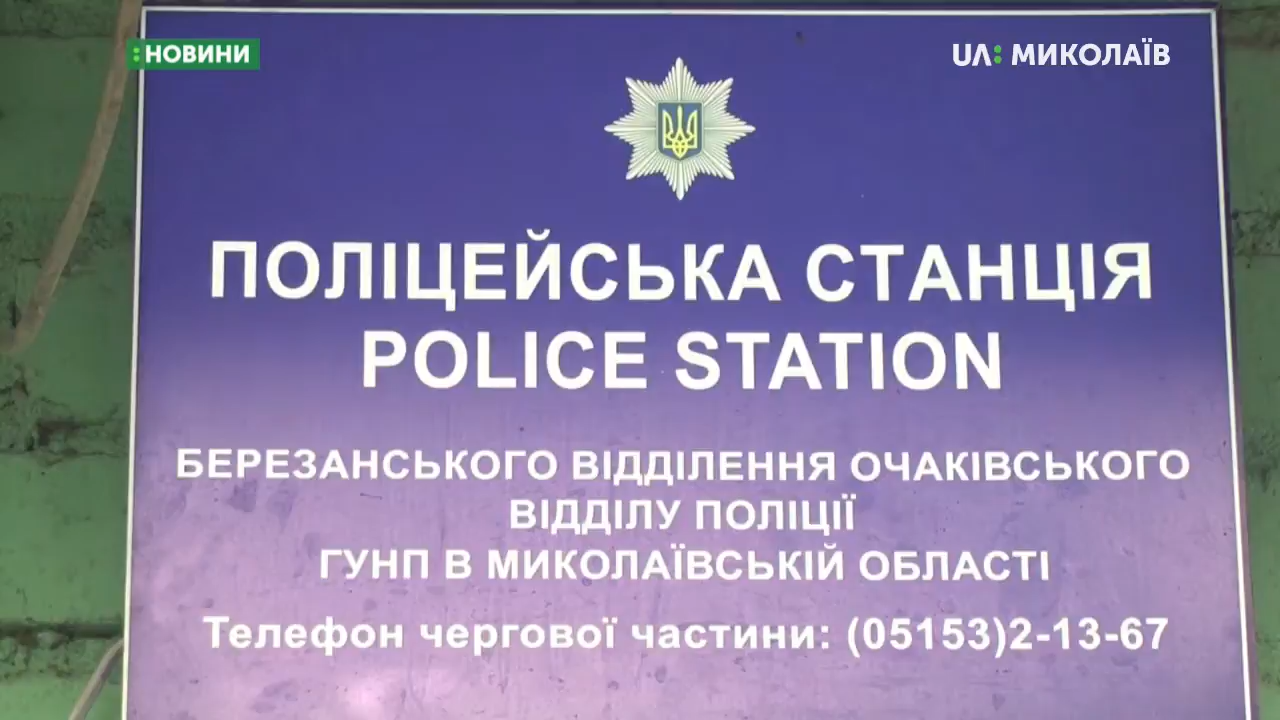 :НОВИНИ
UA: МИКОЛАЇВ
ПОЛІЦЕЙСЬКА СТАНЦІЯ
POLICE STATION
БЕРЕЗАНСЬКОГО ВІДДІЛЕННЯ ОЧАКІВСЬКОГО
ВІДДІЛУ ПОЛІЦІЇ
ГУНП В МИКОЛАЇВСЬКІЙ ОБЛАСТІ
Телефон чергової частини: (05153)2-13-67